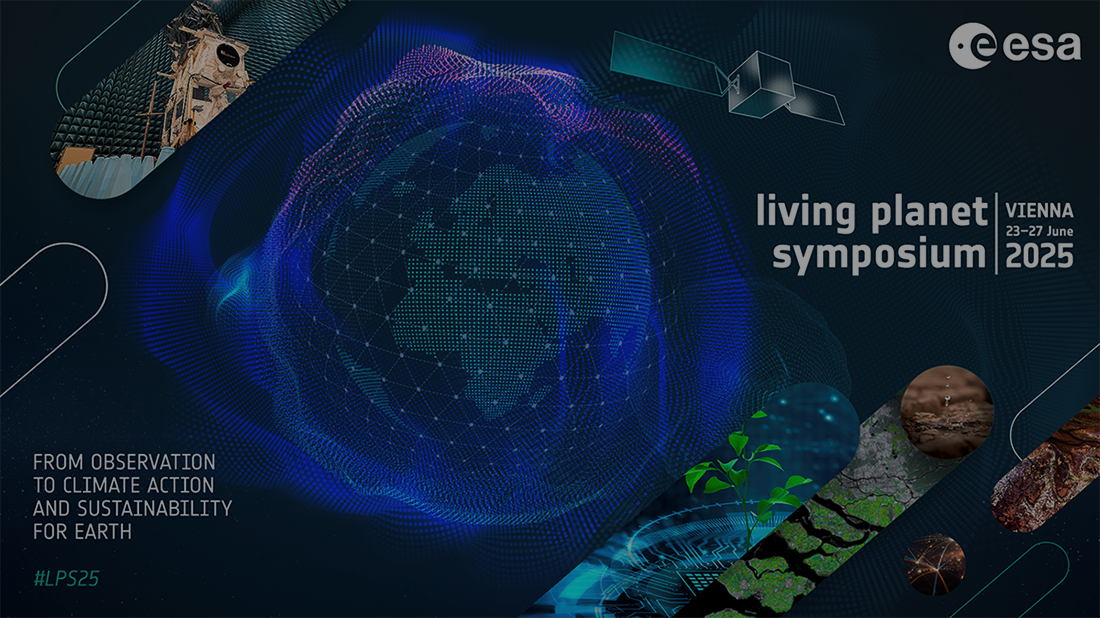 esa
living planet
symposium
VIENNA
23–27 June
2025
FROM OBSERVATION
TO CLIMATE ACTION
AND SUSTAINABILITY
FOR EARTH
#LPS25